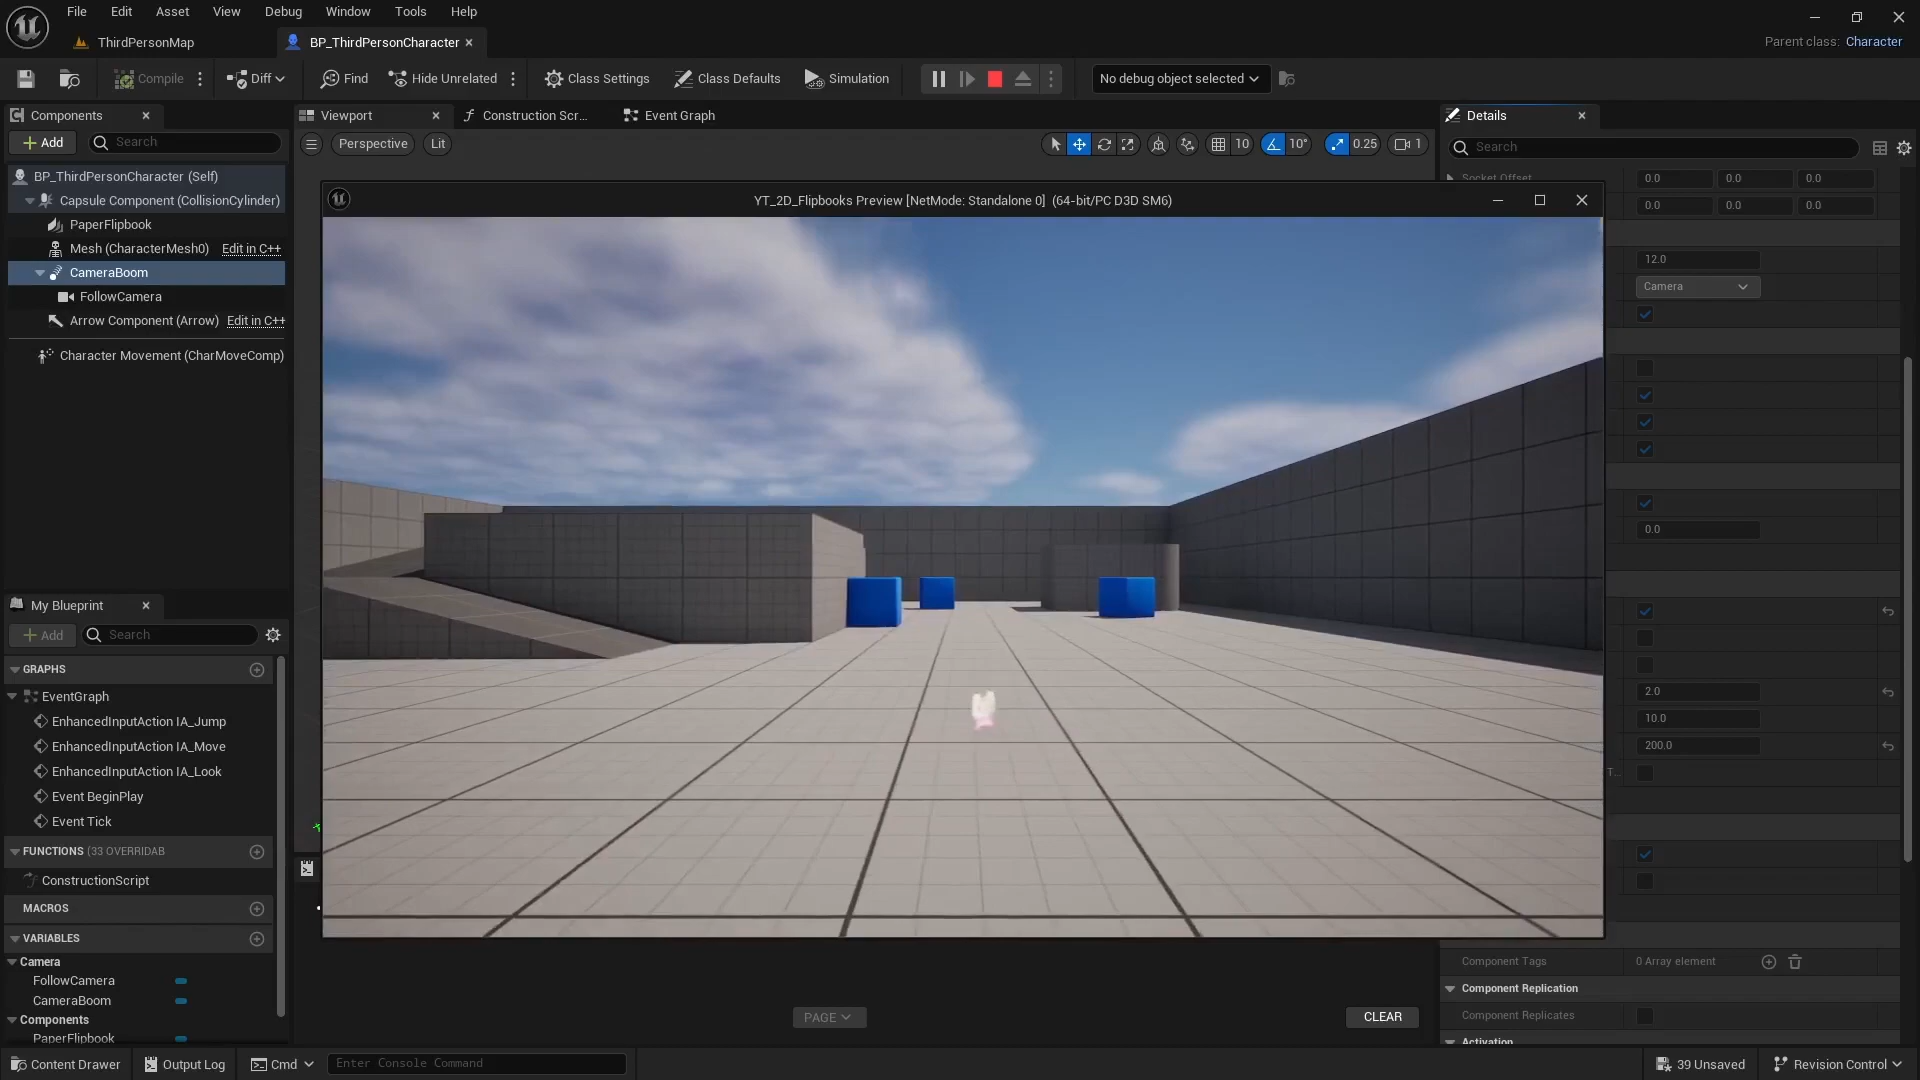 File Edit Asset View Debug Window Tools Help
ThirdPersonMap
BP_ThirdPersonCharacter
Parent class: Character
Compile
Diff
Find
Hide Unrelated
Class Settings
Class Defaults
Simulation
No debug object selected
Components
Add
Search
BP_ThirdPersonCharacter (Self)
Capsule Component (CollisionCylinder)
PaperFlipbook
Mesh (CharacterMesh0) Edit in C++
CameraBoom
FollowCamera
Arrow Component (Arrow) Edit in C++
Character Movement (CharMoveComp)
Viewport
Construction Scr...
Event Graph
Perspective
Lit
10
10°
0.25
1
YT_2D_Flipbooks Preview [NetMode: Standalone 0] (64-bit/PC D3D SM6)
Details
Search
Socket Offset
0.0 0.0 0.0
0.0 0.0 0.0
12.0
Camera
0.0
2.0
10.0
200.0
T...
Component Tags
0 Array element
Component Replication
Component Replicates
Activation
My Blueprint
Add
Search
GRAPHS
EventGraph
EnhancedInputAction IA_Jump
EnhancedInputAction IA_Move
EnhancedInputAction IA_Look
Event BeginPlay
Event Tick
FUNCTIONS (33 OVERRIDAB
ConstructionScript
MACROS
VARIABLES
Camera
FollowCamera
CameraBoom
Components
PaperFlipbook
PAGE
CLEAR
Content Drawer
Output Log
Cmd
Enter Console Command
39 Unsaved
Revision Control